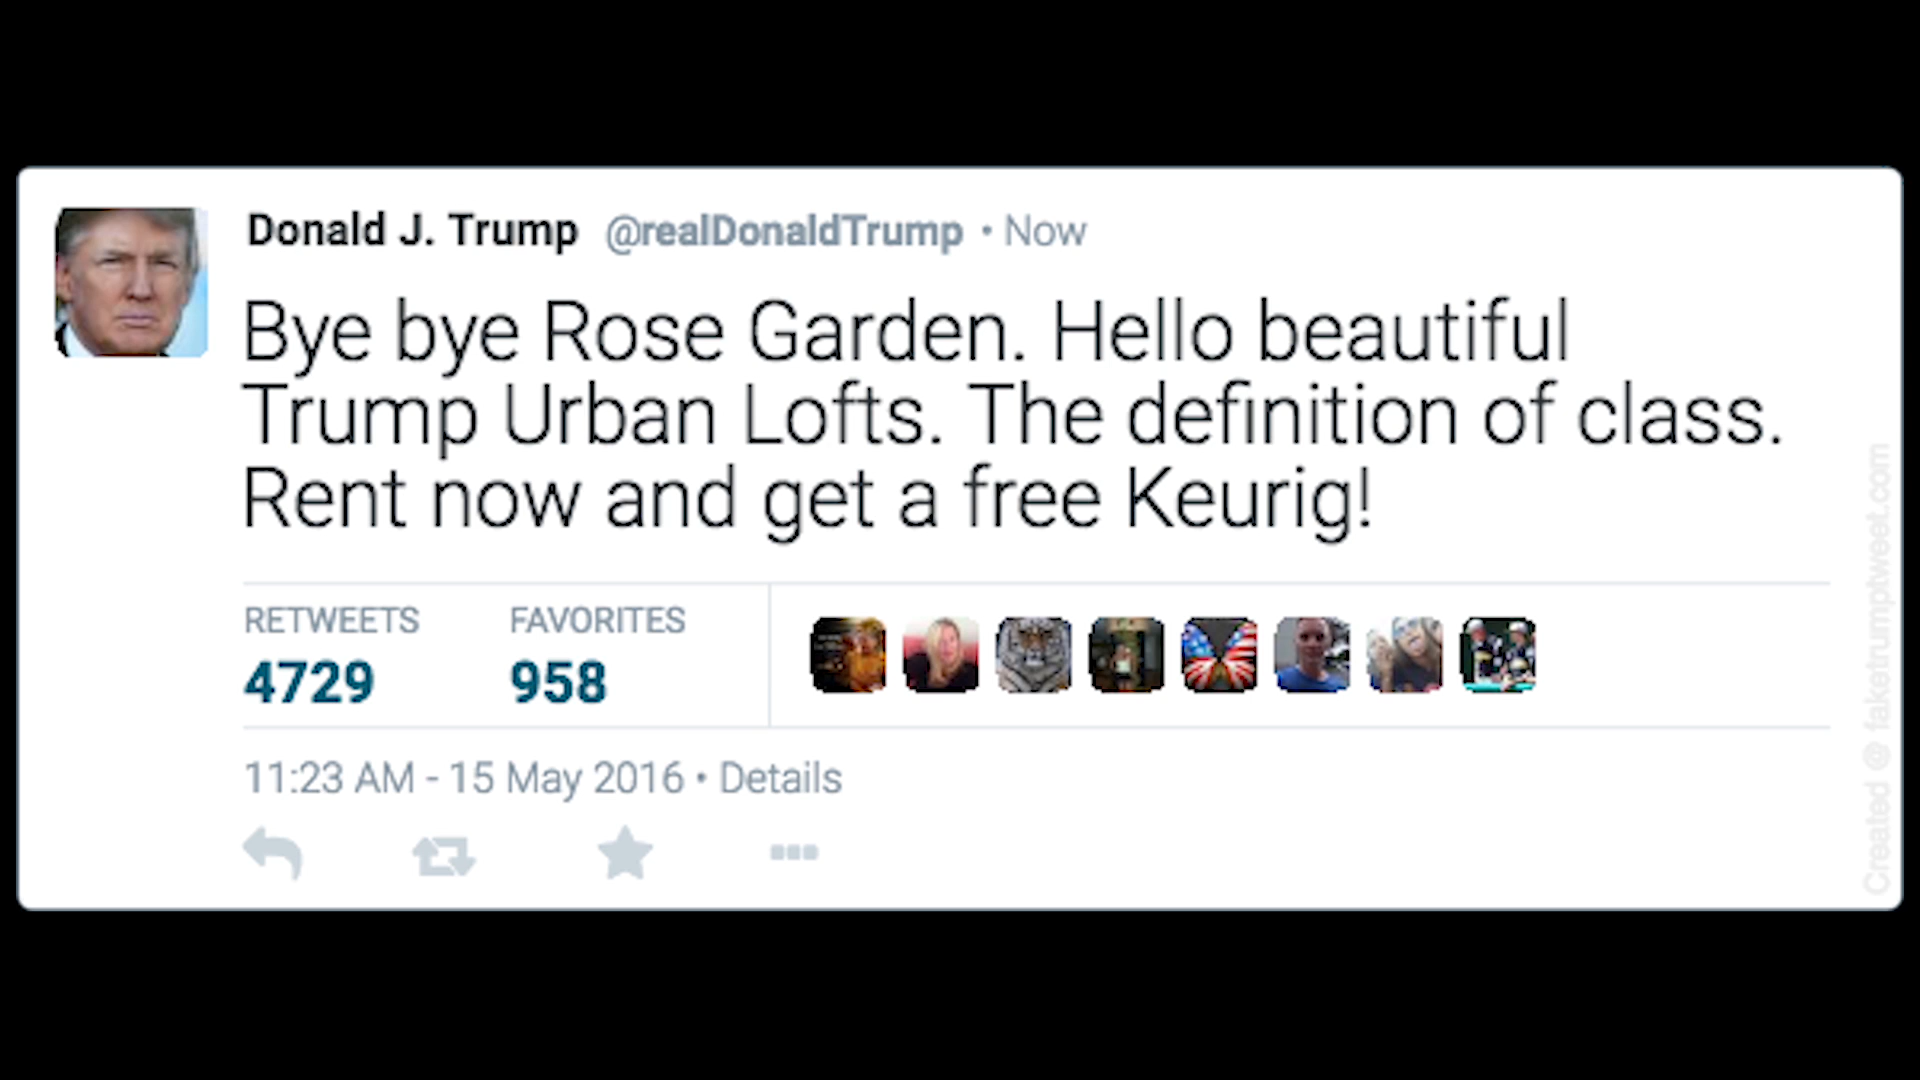 Donald J. Trump @realDonaldTrump • Now
Bye bye Rose Garden. Hello beautiful
Trump Urban Lofts. The definition of class.
Rent now and get a free Keurig!
RETWEETS FAVORITES
4729 958
11:23 AM - 15 May 2016 • Details
Created @ faketrumptweet.com